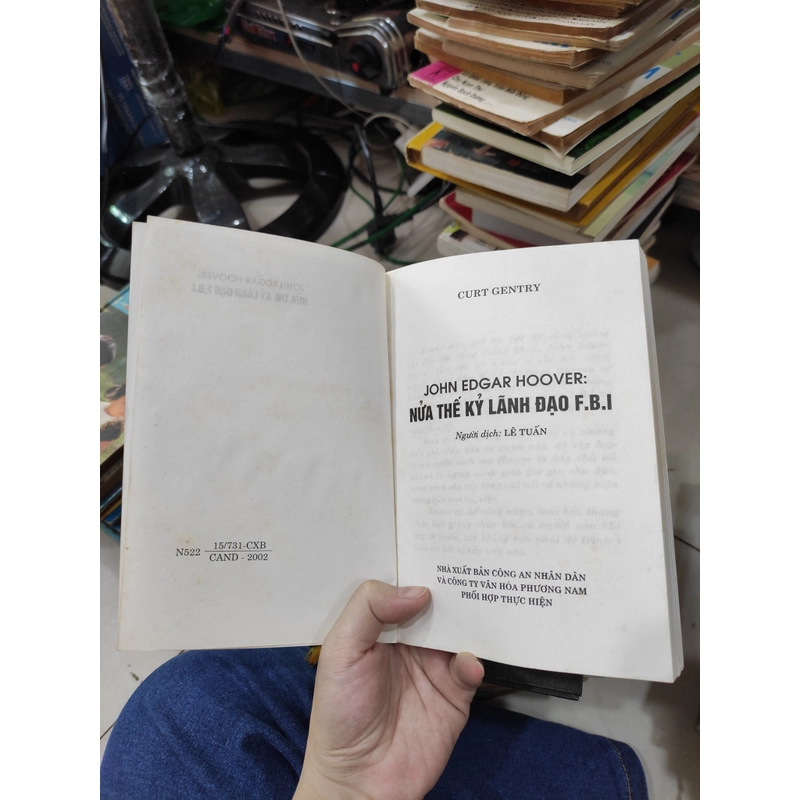 N522 15/731-CXB
CAND - 2002
CURT GENTRY
JOHN EDGAR HOOVER:
NỬA THẾ KỶ LÃNH ĐẠO F.B.I
Người dịch: LÊ TUẤN
NHÀ XUẤT BẢN CÔNG AN NHÂN DÂN
VÀ CÔNG TY VĂN HÓA PHƯƠNG NAM
PHỐI HỢP THỰC HIỆN